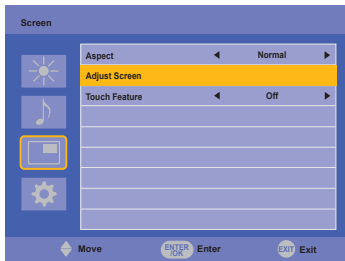 Screen
Aspect Normal
Adjust Screen
Touch Feature Off
Move ENTER /OK Enter EXIT Exit